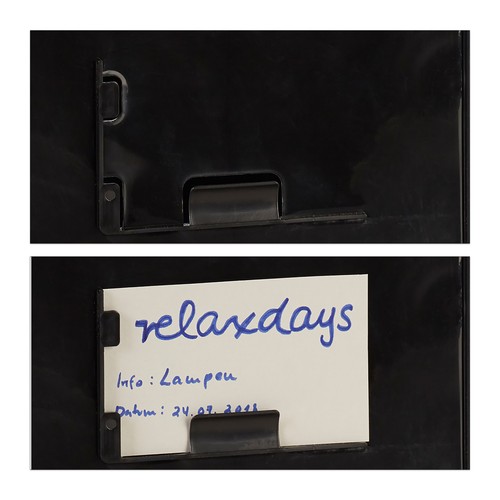 relaxdays
Info : Lampen
Datum : 24.07.2018